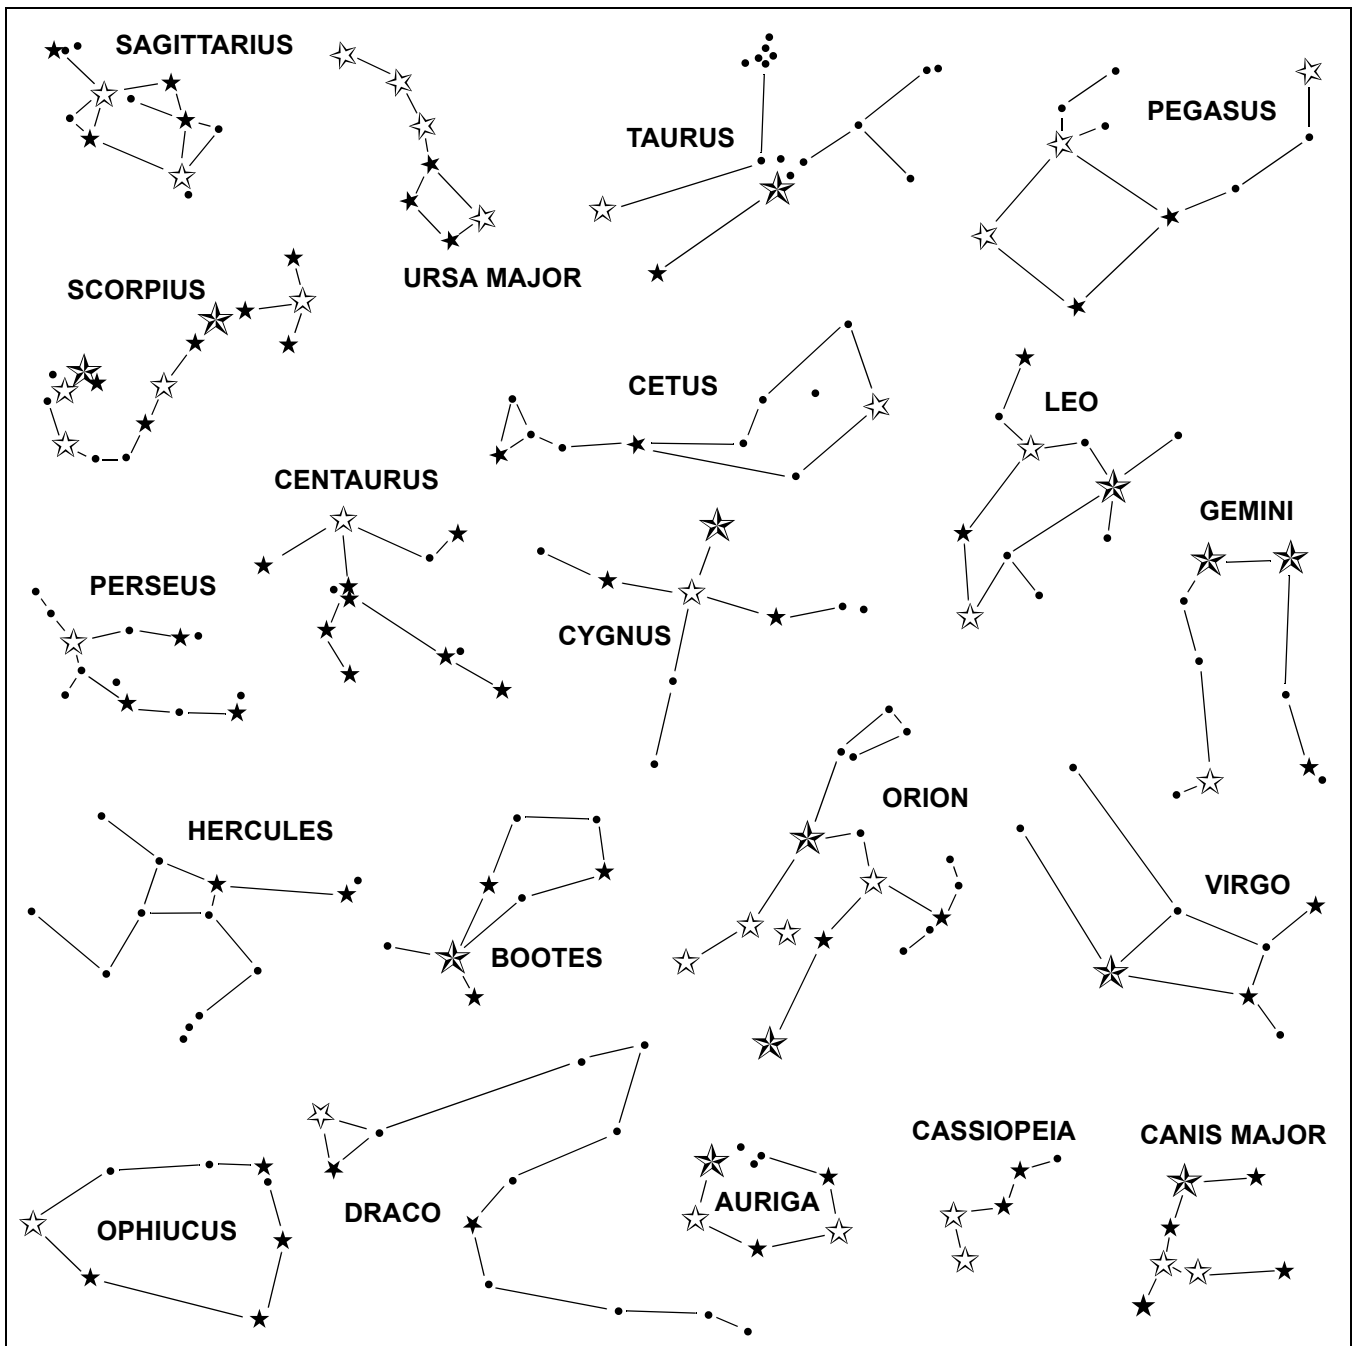 SAGITTARIUS
TAURUS
PEGASUS
URSA MAJOR
SCORPIUS
CETUS
LEO
CENTAURUS
GEMINI
PERSEUS
CYGNUS
ORION
HERCULES
VIRGO
BOOTES
CASSIOPEIA
CANIS MAJOR
AURIGA
DRACO
OPHIUCUS